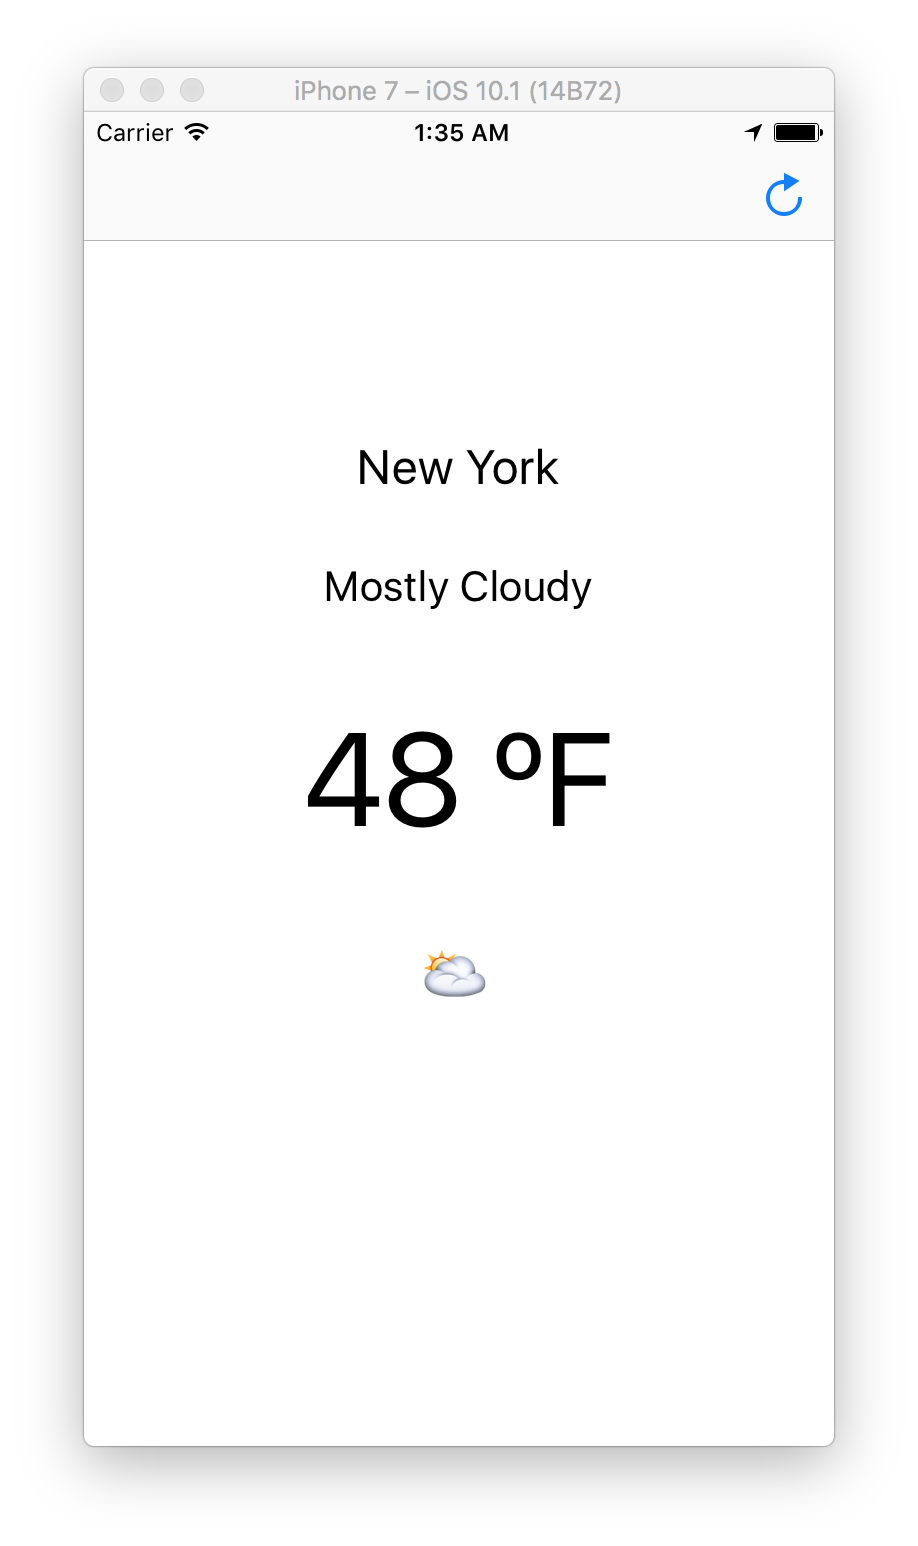 iPhone 7 – iOS 10.1 (14B72)
Carrier 1:35 AM
New York
Mostly Cloudy
48 ºF